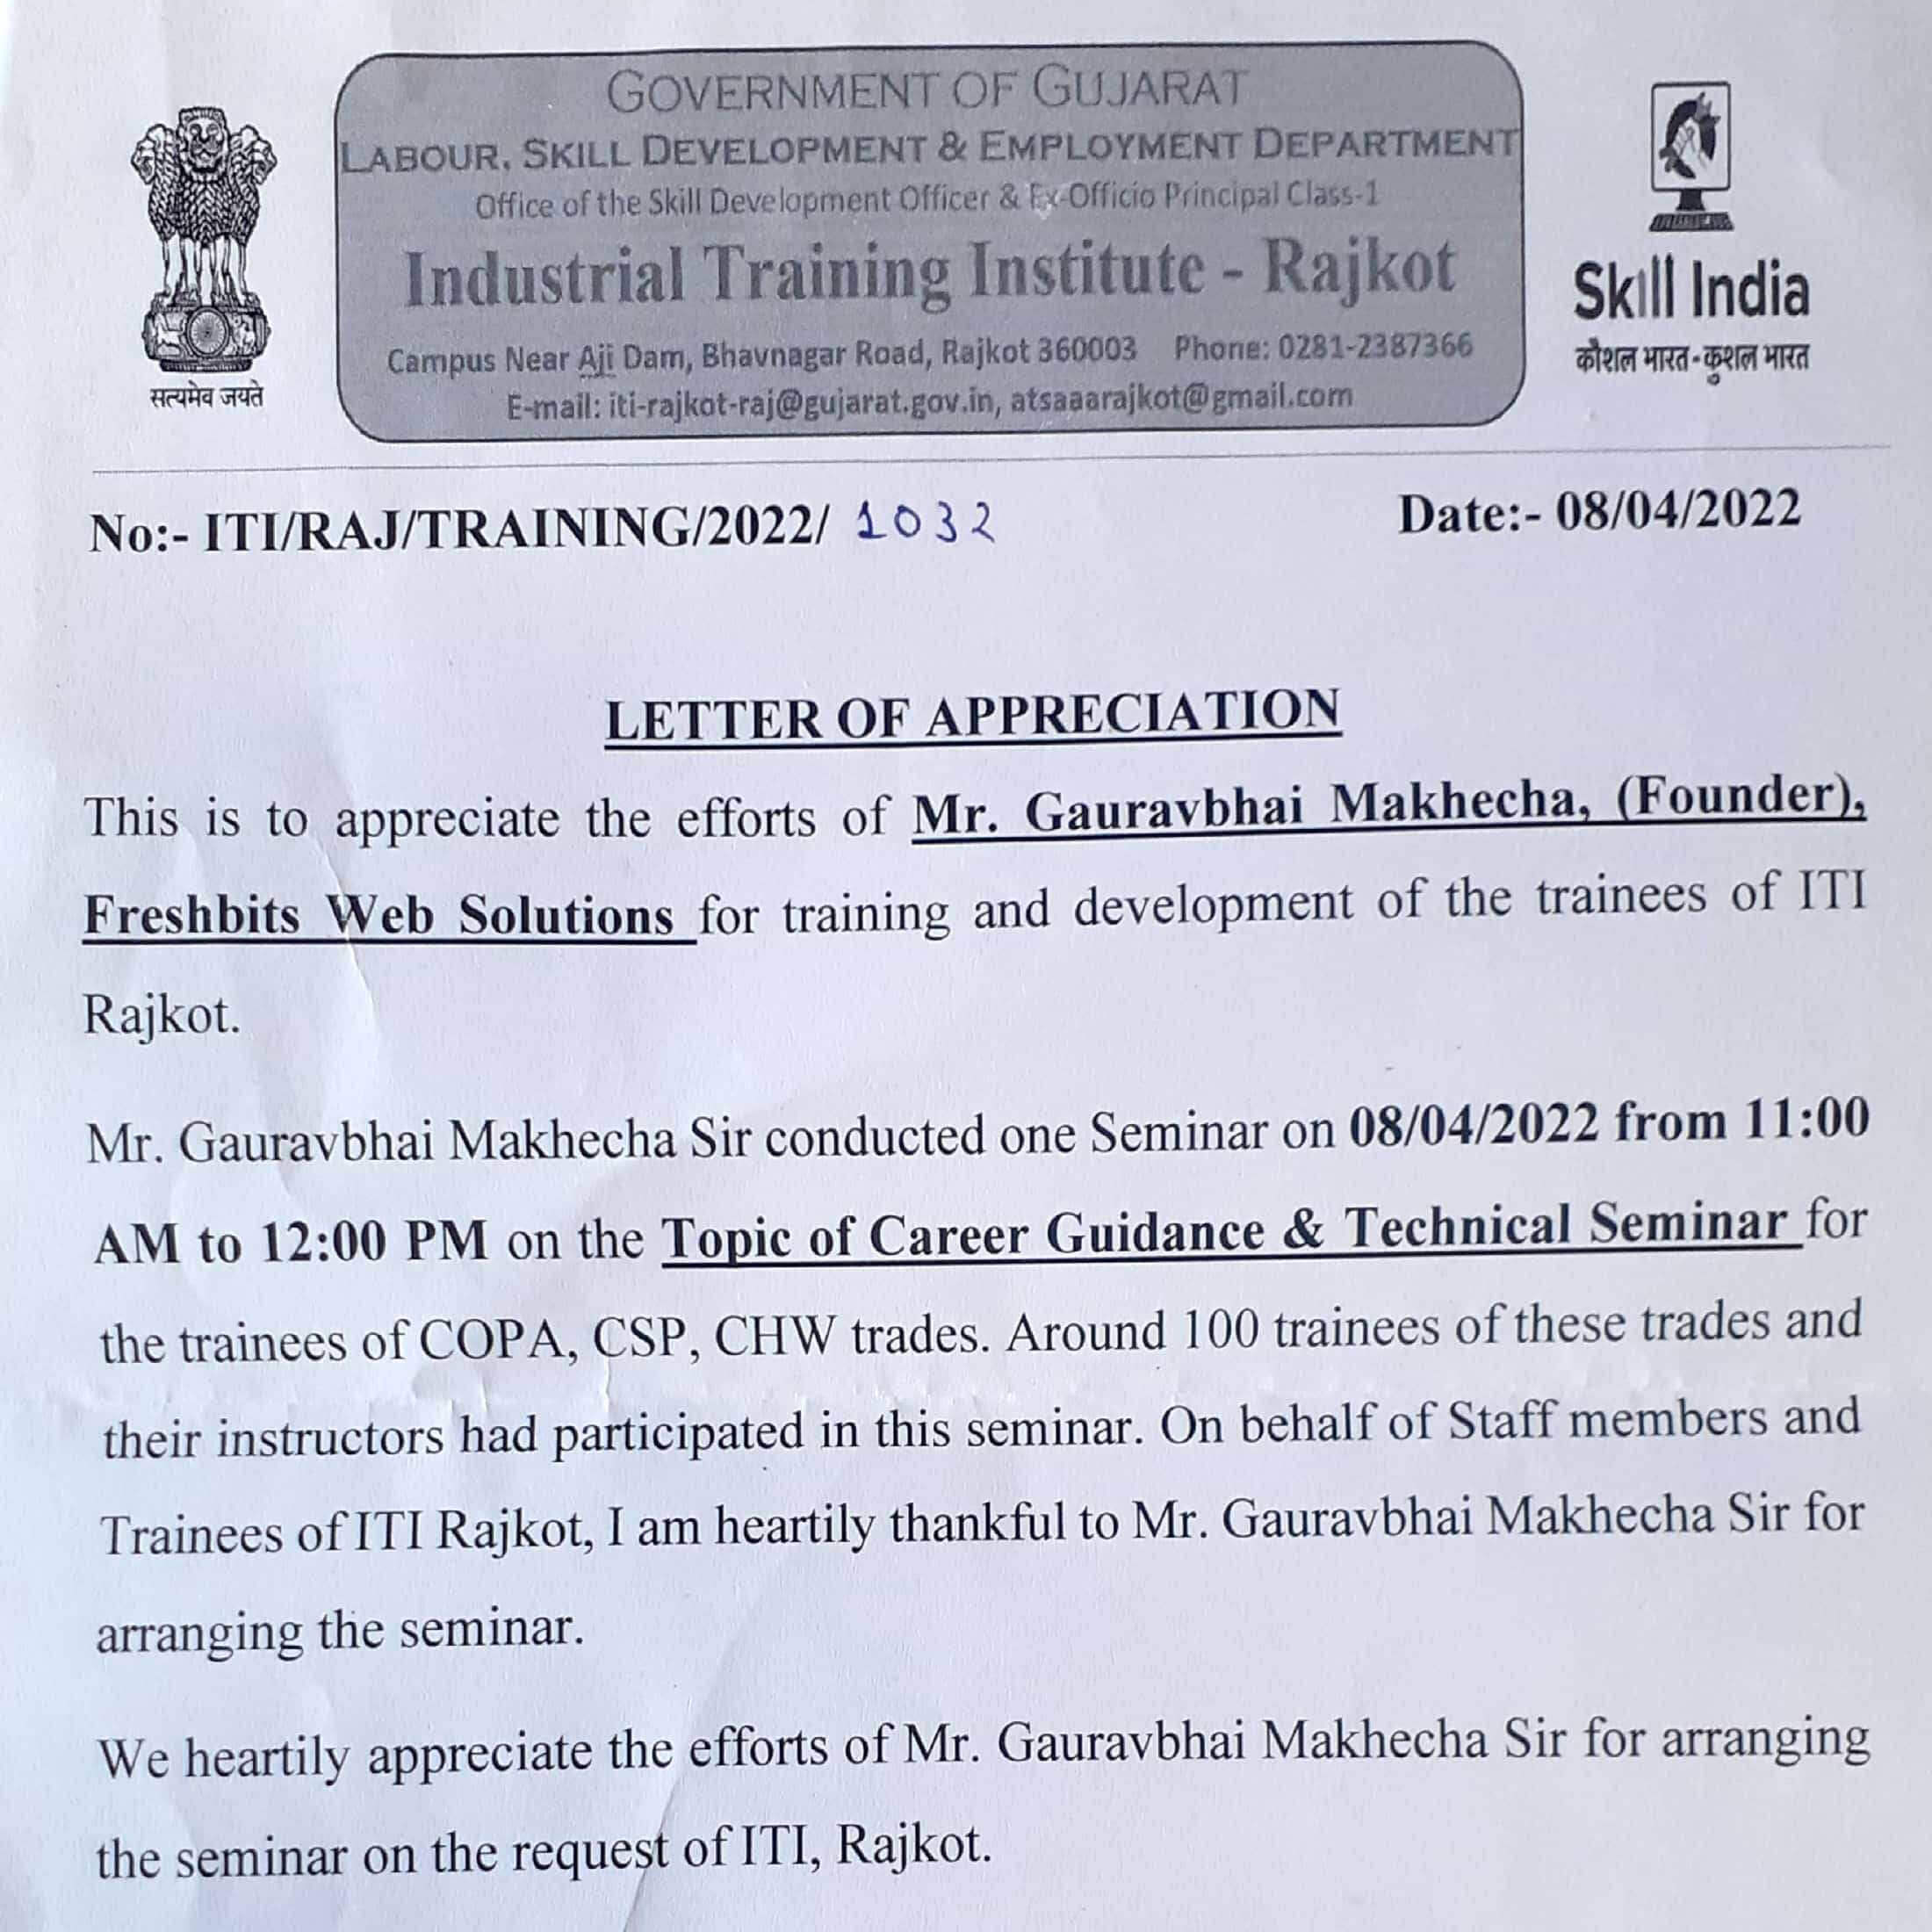 GOVERNMENT OF GUJARAT
LABOUR, SKILL DEVELOPMENT & EMPLOYMENT DEPARTMENT
Office of the Skill Development Officer & Ex-Officio Principal Class-1
Industrial Training Institute - Rajkot
Campus Near Aji Dam, Bhavnagar Road, Rajkot 360003 Phone: 0281-2387366
E-mail: iti-rajkot-raj@gujarat.gov.in, atsaaarajkot@gmail.com
सत्यमेव जयते
Skill India
कौशल भारत - कुशल भारत
No:- ITI/RAJ/TRAINING/2022/ 1032
Date:- 08/04/2022
LETTER OF APPRECIATION
This is to appreciate the efforts of Mr. Gauravbhai Makhecha, (Founder),
Freshbits Web Solutions for training and development of the trainees of ITI
Rajkot.
Mr. Gauravbhai Makhecha Sir conducted one Seminar on 08/04/2022 from 11:00
AM to 12:00 PM on the Topic of Career Guidance & Technical Seminar for
the trainees of COPA, CSP, CHW trades. Around 100 trainees of these trades and
their instructors had participated in this seminar. On behalf of Staff members and
Trainees of ITI Rajkot, I am heartily thankful to Mr. Gauravbhai Makhecha Sir for
arranging the seminar.
We heartily appreciate the efforts of Mr. Gauravbhai Makhecha Sir for arranging
the seminar on the request of ITI, Rajkot.